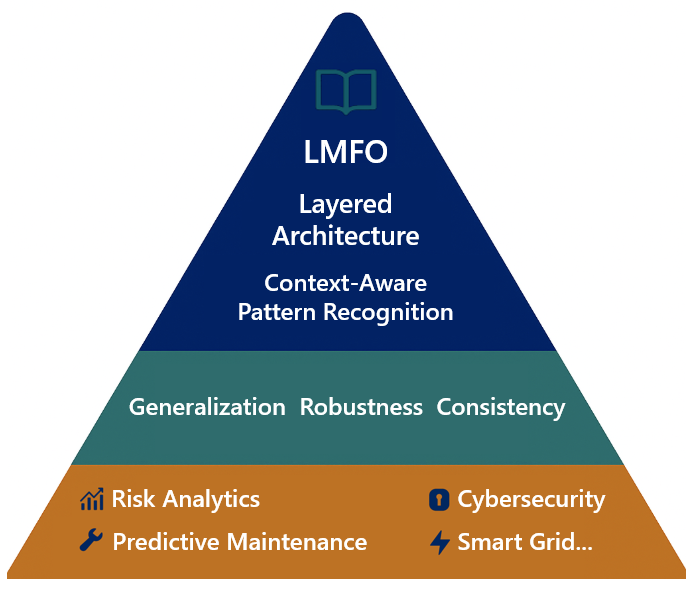 LMFO
Layered
Architecture
Context-Aware
Pattern Recognition
Generalization Robustness Consistency
Risk Analytics
Cybersecurity
Predictive Maintenance
Smart Grid...